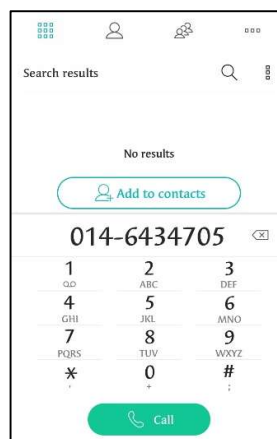 Search results
No results
Add to contacts
014-6434705
1 2 3
ABC DEF
4 5 6
GHI JKL MNO
7 8 9
PQRS TUV WXYZ
* 0 #
, + ;
Call